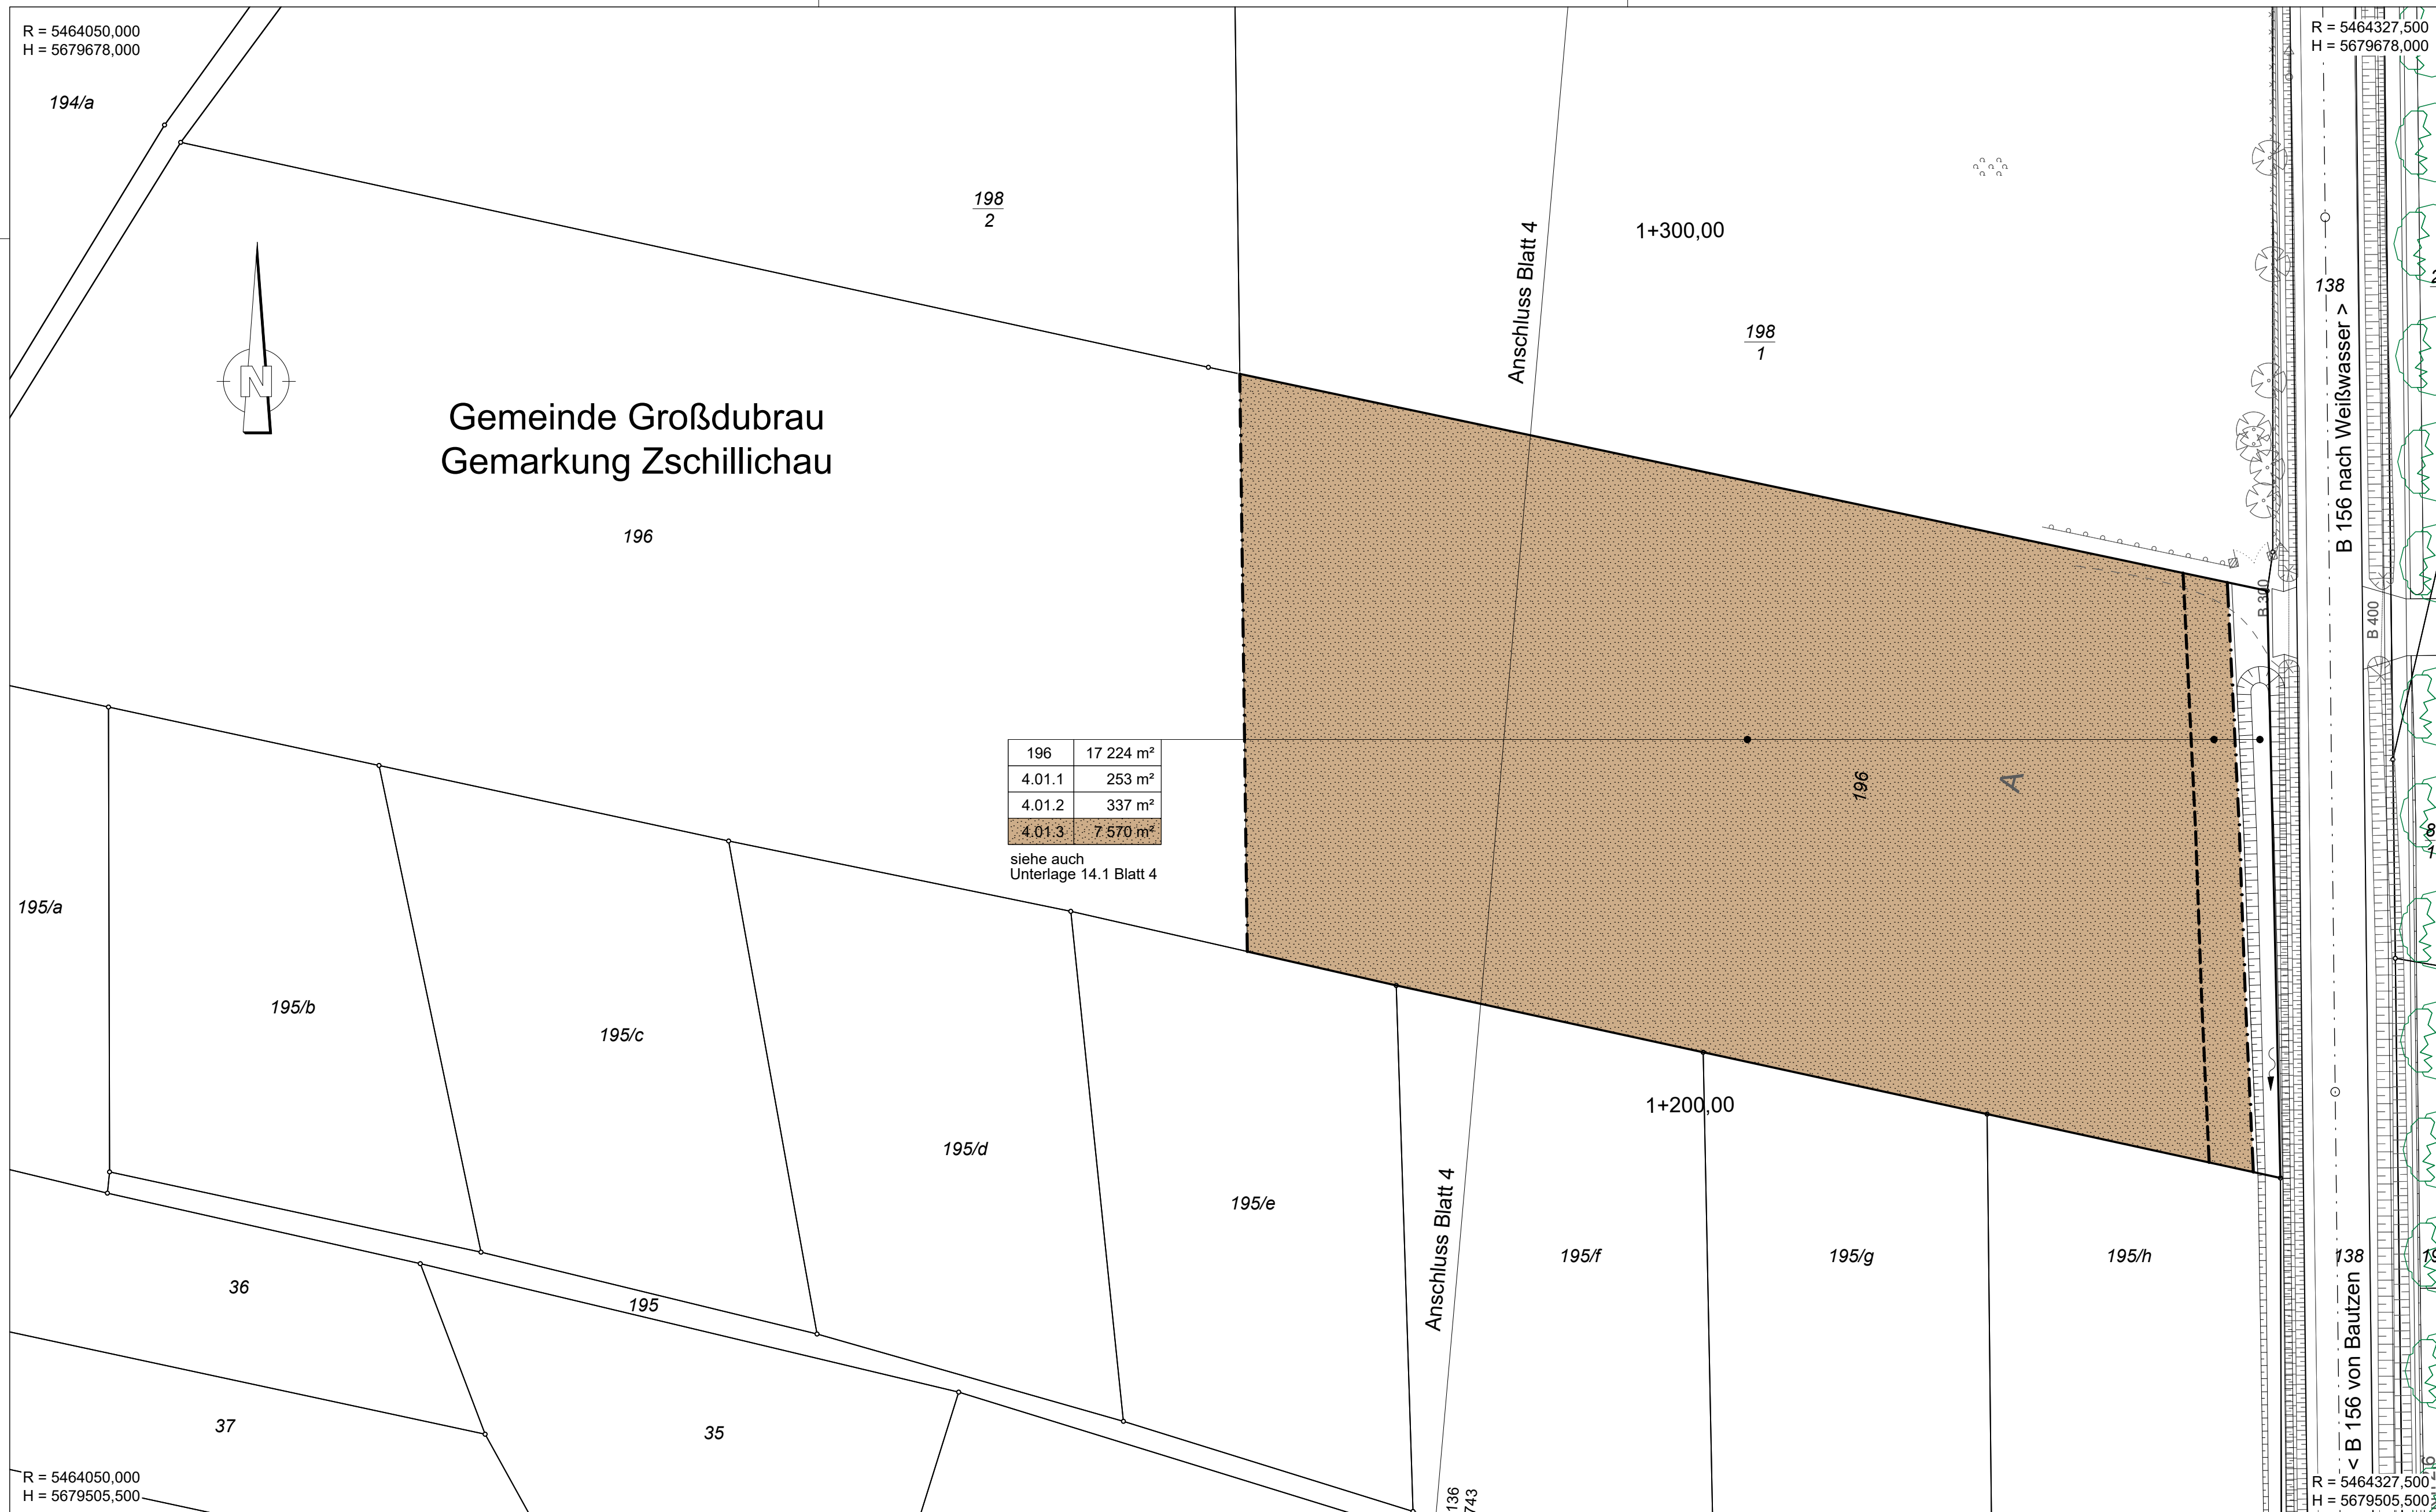 R = 5464050,000
H = 5679678,000
R = 5464327,500
H = 5679678,000
194/a
198
2
1+300,00
Anschluss Blatt 4
198
1
138
B 156 nach Weißwasser >
N
Gemeinde Großdubrau
Gemarkung Zschillichau
196
B 300
B 400
196 17 224 m²
4.01.1 253 m²
4.01.2 337 m²
4.01.3 7 570 m²
siehe auch
Unterlage 14.1 Blatt 4
196
A
8
1
195/a
195/b
195/c
195/d
195/e
1+200,00
Anschluss Blatt 4
195/f
195/g
195/h
138
< B 156 von Bautzen
36
195
37
35
136
743
R = 5464050,000
H = 5679505,500
R = 5464327,500
H = 5679505,500